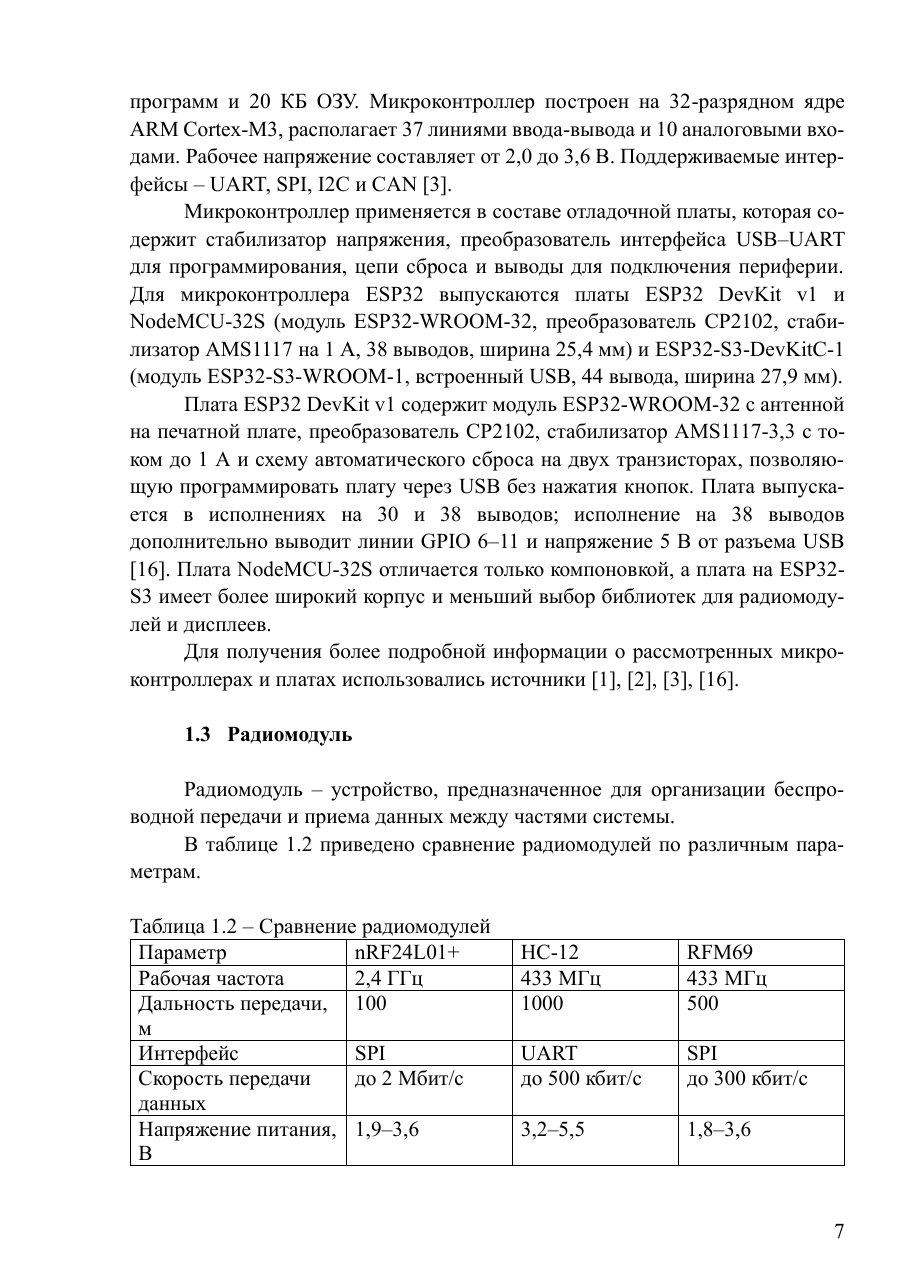 программ и 20 КБ ОЗУ. Микроконтроллер построен на 32-разрядном ядре
ARM Cortex-M3, располагает 37 линиями ввода-вывода и 10 аналоговыми вхо-
дами. Рабочее напряжение составляет от 2,0 до 3,6 В. Поддерживаемые интер-
фейсы – UART, SPI, I2C и CAN [3].
Микроконтроллер применяется в составе отладочной платы, которая со-
держит стабилизатор напряжения, преобразователь интерфейса USB–UART
для программирования, цепи сброса и выводы для подключения периферии.
Для микроконтроллера ESP32 выпускаются платы ESP32 DevKit v1 и
NodeMCU-32S (модуль ESP32-WROOM-32, преобразователь CP2102, стаби-
лизатор AMS1117 на 1 А, 38 выводов, ширина 25,4 мм) и ESP32-S3-DevKitC-1
(модуль ESP32-S3-WROOM-1, встроенный USB, 44 вывода, ширина 27,9 мм).
Плата ESP32 DevKit v1 содержит модуль ESP32-WROOM-32 с антенной
на печатной плате, преобразователь CP2102, стабилизатор AMS1117-3,3 с то-
ком до 1 А и схему автоматического сброса на двух транзисторах, позволяю-
щую программировать плату через USB без нажатия кнопок. Плата выпуска-
ется в исполнениях на 30 и 38 выводов; исполнение на 38 выводов
дополнительно выводит линии GPIO 6–11 и напряжение 5 В от разъема USB
[16]. Плата NodeMCU-32S отличается только компоновкой, а плата на ESP32-
S3 имеет более широкий корпус и меньший выбор библиотек для радиомоду-
лей и дисплеев.
Для получения более подробной информации о рассмотренных микро-
контроллерах и платах использовались источники [1], [2], [3], [16].
1.3 Радиомодуль
Радиомодуль – устройство, предназначенное для организации беспро-
водной передачи и приема данных между частями системы.
В таблице 1.2 приведено сравнение радиомодулей по различным пара-
метрам.
Таблица 1.2 – Сравнение радиомодулей
Параметр nRF24L01+ HC-12 RFM69
Рабочая частота 2,4 ГГц 433 МГц 433 МГц
Дальность передачи, 100 1000 500
м
Интерфейс SPI UART SPI
Скорость передачи до 2 Мбит/с до 500 кбит/с до 300 кбит/с
данных
Напряжение питания, 1,9–3,6 3,2–5,5 1,8–3,6
В
7